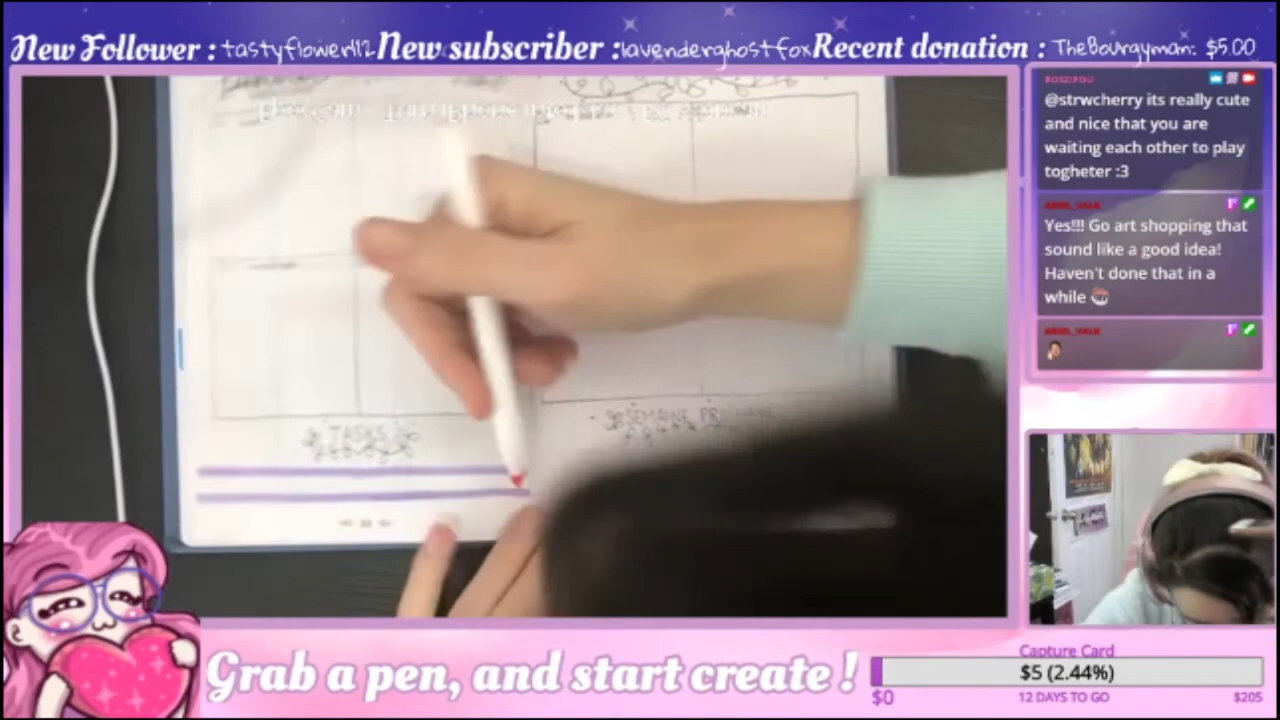 New Follower : tastyflower112 New subscriber : lavenderghostfox Recent donation : TheBourgyman: $5.00
@strwcherry its really cute
and nice that you are
waiting each other to play
togheter :3
Yes!!! Go art shopping that
sound like a good idea!
Haven't done that in a
while
TASKS
SEMAINE
Grab a pen, and start create !
Capture Card
$5 (2.44%)
$0
12 DAYS TO GO
$205